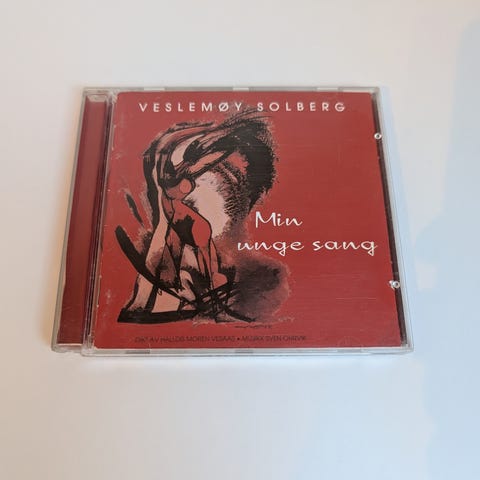 VESLEMØY SOLBERG
Min
unge sang
DIKT AV HALLDIS MOREN VESAAS • MUSIKK SVEN OHRVIK